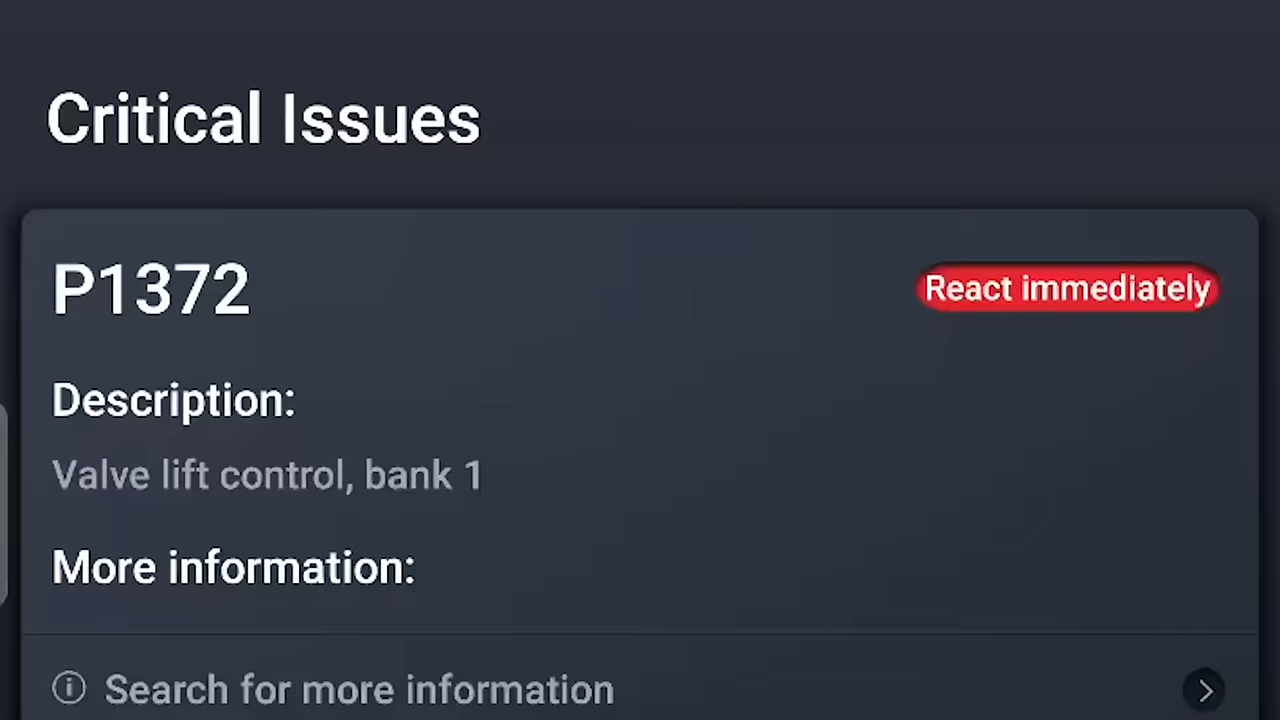 Critical Issues
P1372
React immediately
Description:
Valve lift control, bank 1
More information:
Search for more information